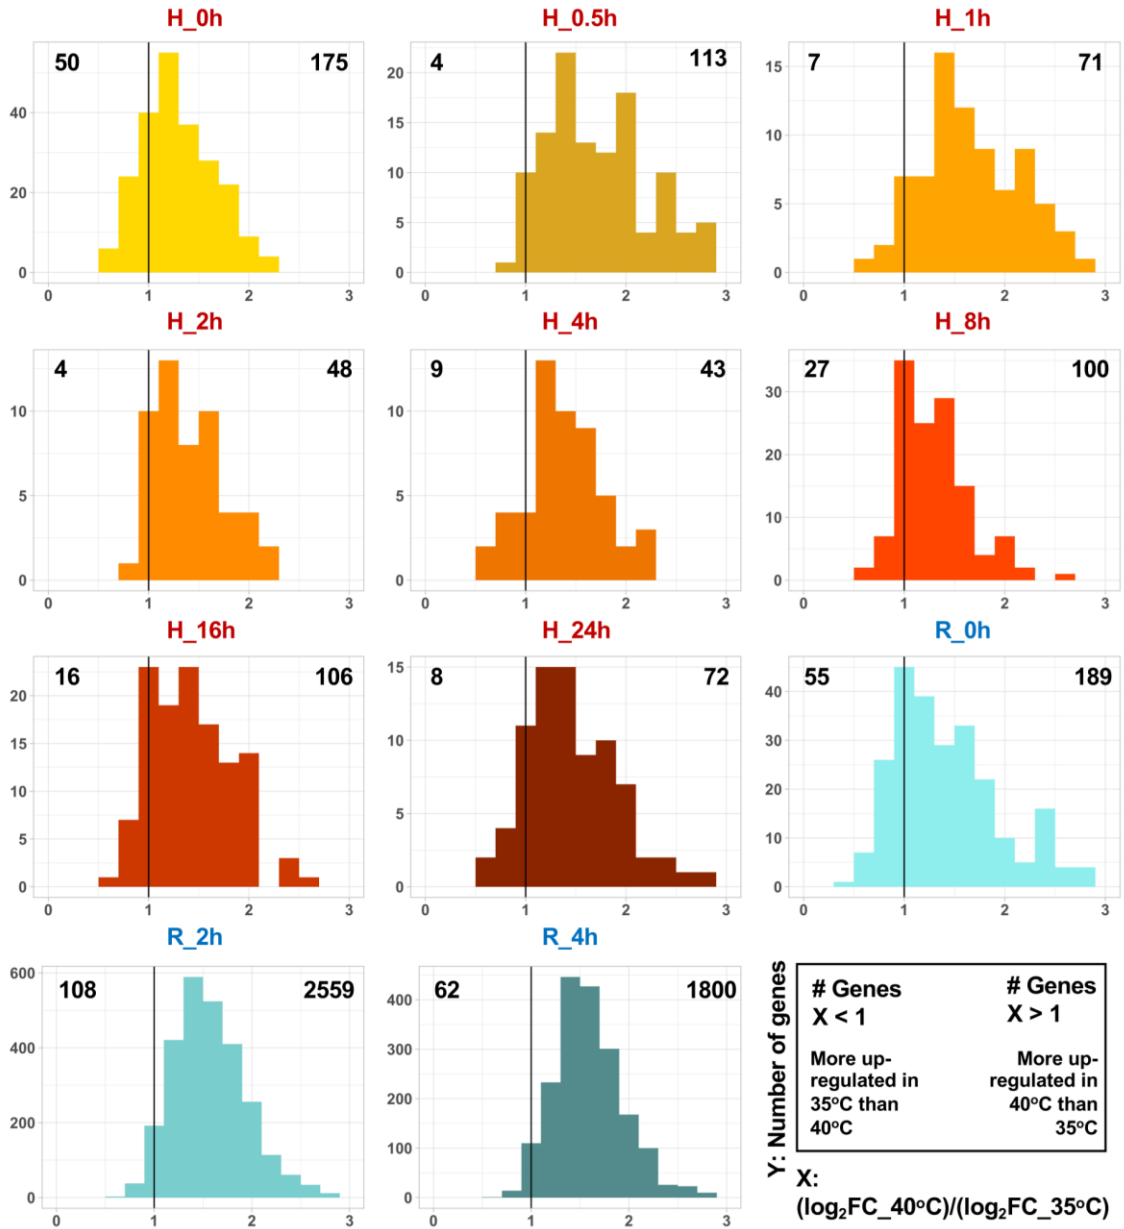 H_0h
H_0.5h
H_1h
50
175
4
113
7
71
40
20
0
20
15
10
5
0
15
10
5
0
0 1 2 3
0 1 2 3
0 1 2 3
H_2h
H_4h
H_8h
4
48
9
43
27
100
10
5
0
10
5
0
30
20
10
0
0 1 2 3
0 1 2 3
0 1 2 3
H_16h
H_24h
R_0h
16
106
8
72
55
189
20
15
10
5
0
15
10
5
0
40
30
20
10
0
0 1 2 3
0 1 2 3
0 1 2 3
R_2h
R_4h
108
2559
62
1800
600
400
200
0
400
300
200
100
0
0 1 2 3
0 1 2 3
Y: Number of genes
# Genes
X < 1
More up-
regulated in
35ºC than
40ºC
# Genes
X > 1
More up-
regulated in
40ºC than
35ºC
X:
(log₂FC_40ºC)/(log₂FC_35ºC)